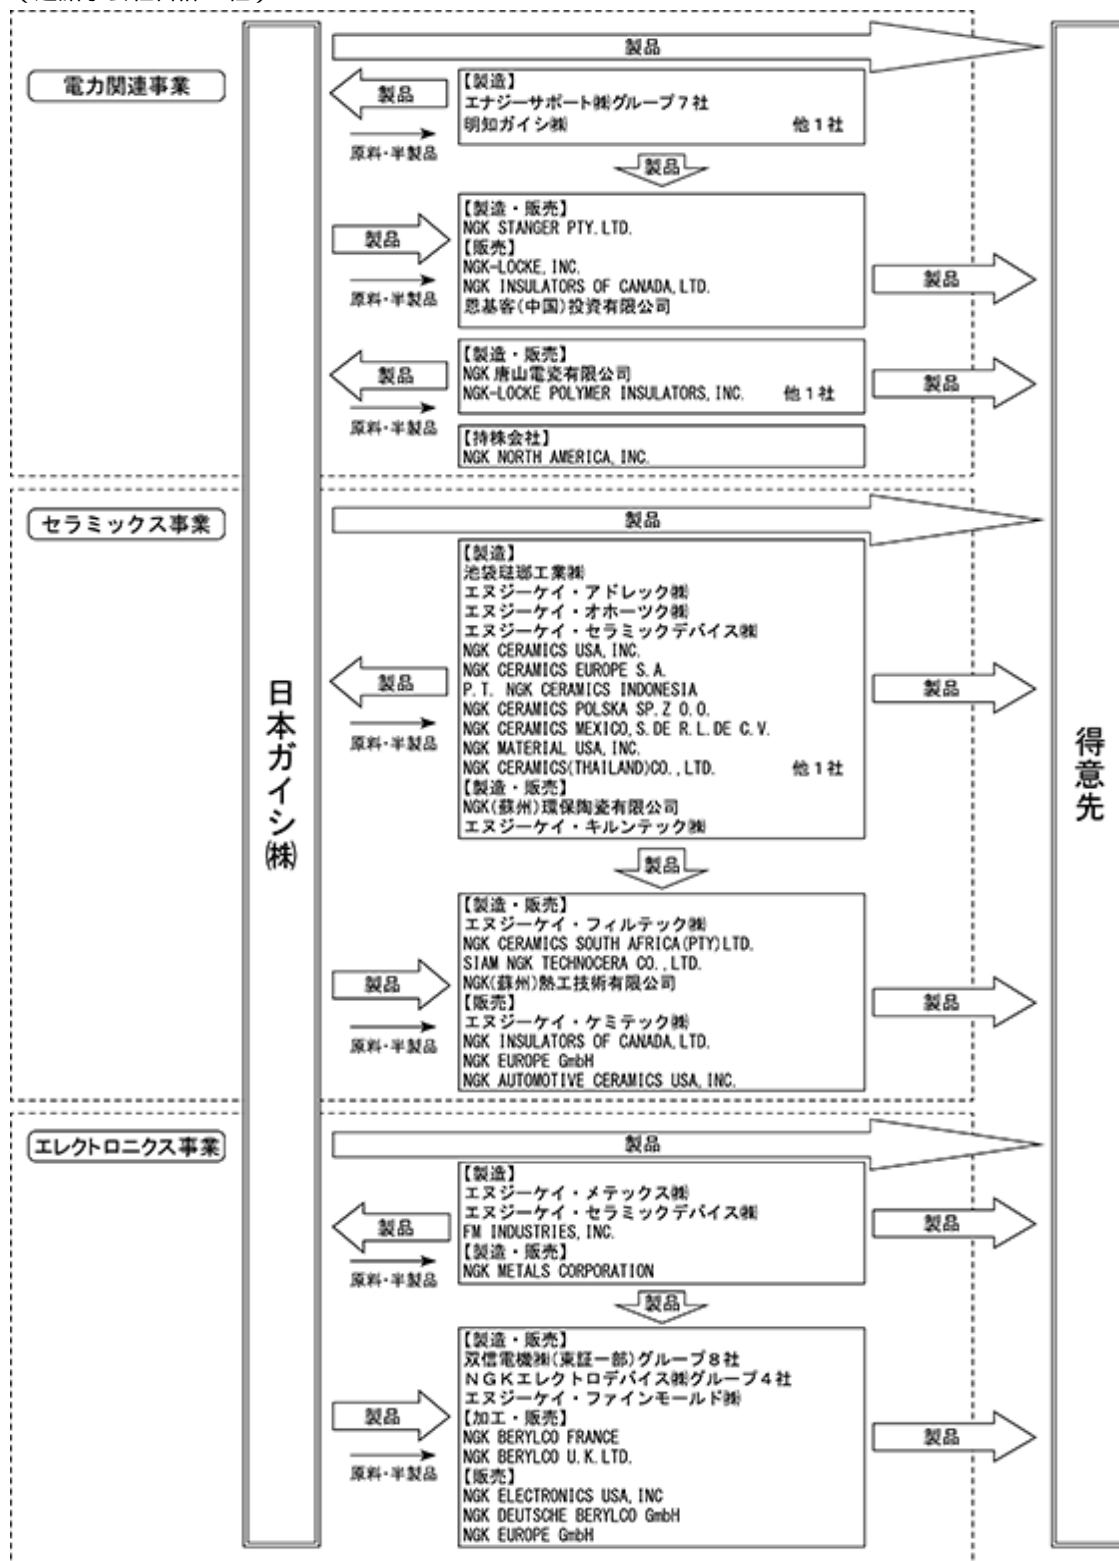 電力関連事業
製品
製品
原料・半製品
【製造】
エナジーサポート㈱グループ7社
明知ガイシ㈱ 他1社
製品
製品
原料・半製品
【製造・販売】
NGK STANGER PTY.LTD.
【販売】
NGK-LOCKE, INC.
NGK INSULATORS OF CANADA, LTD.
恩基客(中国)投資有限公司
製品
製品
原料・半製品
【製造・販売】
NGK 唐山電瓷有限公司
NGK-LOCKE POLYMER INSULATORS, INC. 他1社
製品
【持株会社】
NGK NORTH AMERICA, INC.
セラミックス事業
製品
製品
原料・半製品
【製造】
池袋琺瑯工業㈱
エヌジーケイ・アドレック㈱
エヌジーケイ・オホーツク㈱
エヌジーケイ・セラミックデバイス㈱
NGK CERAMICS USA, INC.
NGK CERAMICS EUROPE S.A.
P.T. NGK CERAMICS INDONESIA
NGK CERAMICS POLSKA SP.Z O.O.
NGK CERAMICS MEXICO, S.DE R.L.DE C.V.
NGK MATERIAL USA, INC.
NGK CERAMICS(THAILAND)CO.,LTD. 他1社
【製造・販売】
NGK(蘇州)環保陶瓷有限公司
エヌジーケイ・キルンテック㈱
製品
製品
製品
原料・半製品
【製造・販売】
エヌジーケイ・フィルテック㈱
NGK CERAMICS SOUTH AFRICA(PTY)LTD.
SIAM NGK TECHNOCERA CO.,LTD.
NGK(蘇州)熱工技術有限公司
【販売】
エヌジーケイ・ケミテック㈱
NGK INSULATORS OF CANADA, LTD.
NGK EUROPE GmbH
NGK AUTOMOTIVE CERAMICS USA, INC.
製品
エレクトロニクス事業
製品
製品
原料・半製品
【製造】
エヌジーケイ・メテックス㈱
エヌジーケイ・セラミックデバイス㈱
FM INDUSTRIES, INC.
【製造・販売】
NGK METALS CORPORATION
製品
製品
製品
原料・半製品
【製造・販売】
双信電機㈱(東証一部)グループ8社
NGKエレクトロデバイス㈱グループ4社
エヌジーケイ・ファインモールド㈱
【加工・販売】
NGK BERYLCO FRANCE
NGK BERYLCO U.K.LTD.
【販売】
NGK ELECTRONICS USA, INC
NGK DEUTSCHE BERYLCO GmbH
NGK EUROPE GmbH
製品
日本ガイシ㈱
得意先